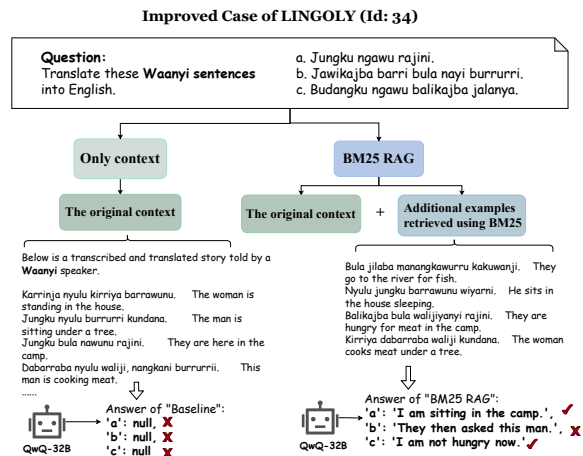 Improved Case of LINGOLY (Id: 34)
Question:
Translate these Waanyi sentences
into English.
a. Jungku ngawu rajini.
b. Jawikajba barri bula nayi burrurri.
c. Budangku ngawu balikajba jalanya.
Only context
BM25 RAG
The original context
The original context
+
Additional examples
retrieved using BM25
Below is a transcribed and translated story told by a
Waanyi speaker.
Karrinja nyulu kirriya barrawunu. The woman is
standing in the house.
Jungku nyulu burrurri kundana. The man is
sitting under a tree.
Jungku bula nawunu rajini. They are here in the
camp.
Dabarraba nyulu waliji, nangkani burrurrii. This
man is cooking meat.
......
Bula jilaba manangkawurru kakuwanji. They
go to the river for fish.
Nyulu jungku barrawunu wiyarni. He sits in
the house sleeping.
Balikajba bula walijiyanyi rajini. They are
hungry for meat in the camp.
Kirriya dabarraba waliji kundana. The woman
cooks meat under a tree.
QwQ-32B
Answer of "Baseline":
'a': null, X
'b': null, X
'c': null X
QwQ-32B
Answer of "BM25 RAG":
'a': 'I am sitting in the camp.', ✓
'b': 'They then asked this man.', X
'c': 'I am not hungry now.' ✓